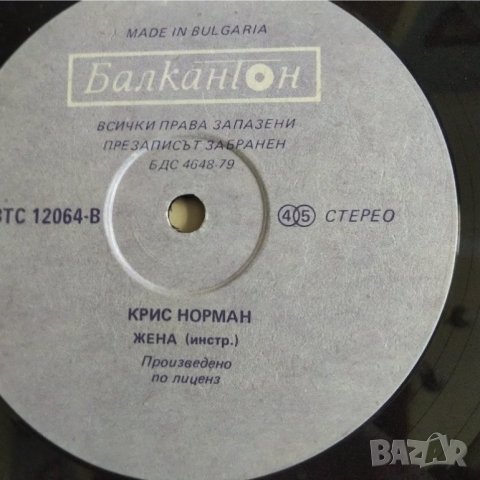 MADE IN BULGARIA
БалканТон
ВСИЧКИ ПРАВА ЗАПАЗЕНИ
ПРЕЗАПИСЪТ ЗАБРАНЕН
БДС 4648-79
ВТС 12064-В
45 СТЕРЕО
КРИС НОРМАН
ЖЕНА (инстр.)
Произведено
по лиценз
BAZAR